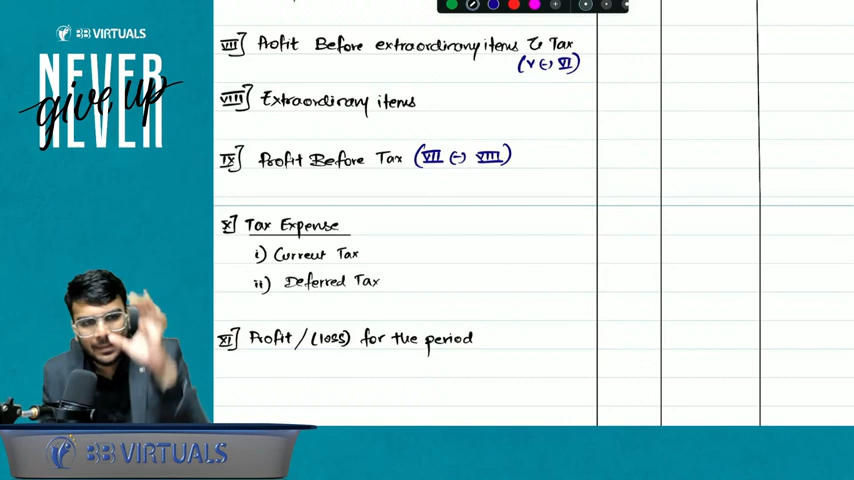 BB VIRTUALS
NEVER
give up
NEVER
VII] Profit Before extraordinary items & Tax
(V (-) VI)
VIII] Extraordinary items
IX] Profit Before Tax (VII (-) VIII)
X] Tax Expense
i) Current Tax
ii) Deferred Tax
XI] Profit / (loss) for the period
BB VIRTUALS